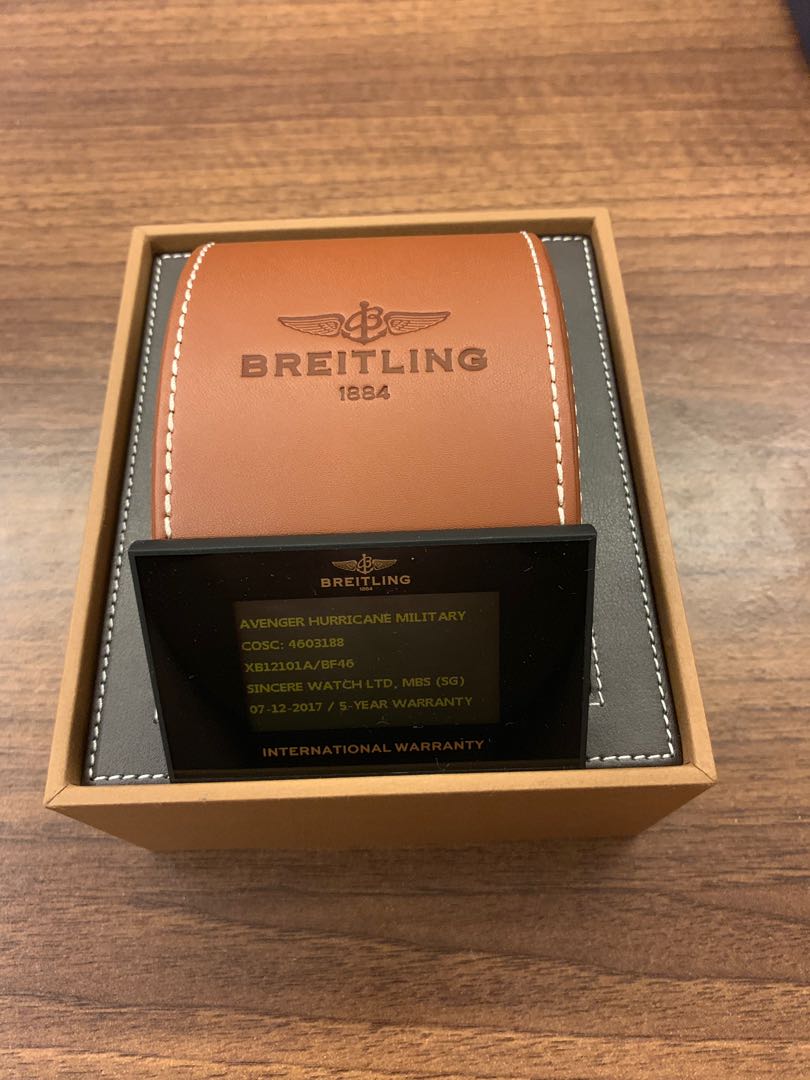 BREITLING
1884
BREITLING
1884
AVENGER HURRICANE MILITARY
COSC: 4603188
XB12101A/BF46
SINCERE WATCH LTD, MBS (SG)
07-12-2017 / 5-YEAR WARRANTY
INTERNATIONAL WARRANTY